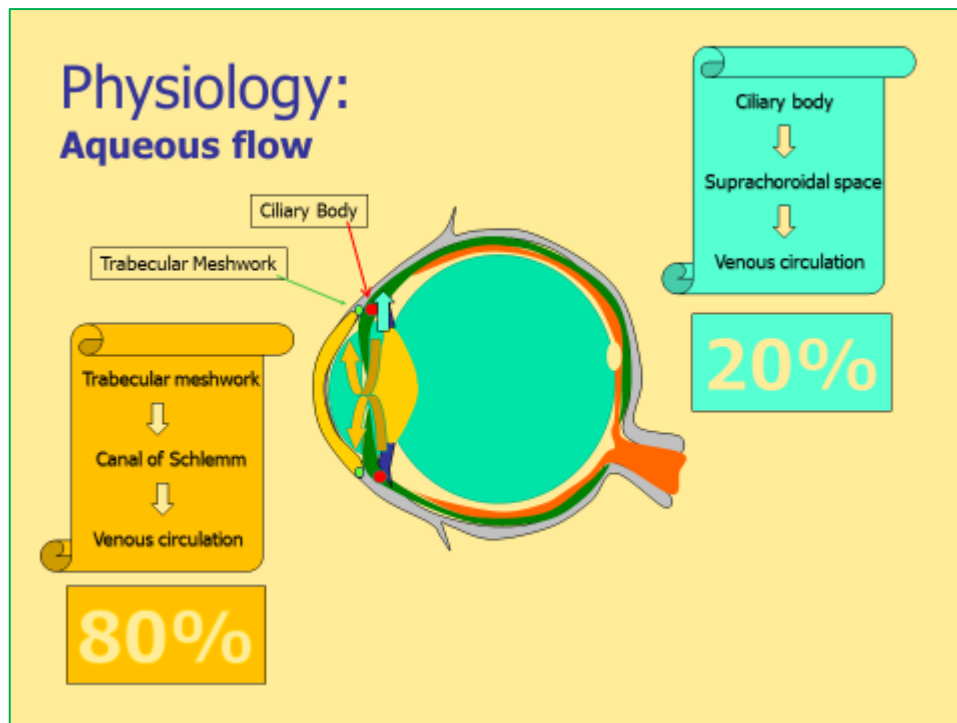 Physiology:
Aqueous flow
Ciliary Body
Trabecular Meshwork
Trabecular meshwork
Canal of Schlemm
Venous circulation
80%
Ciliary body
Suprachoroidal space
Venous circulation
20%